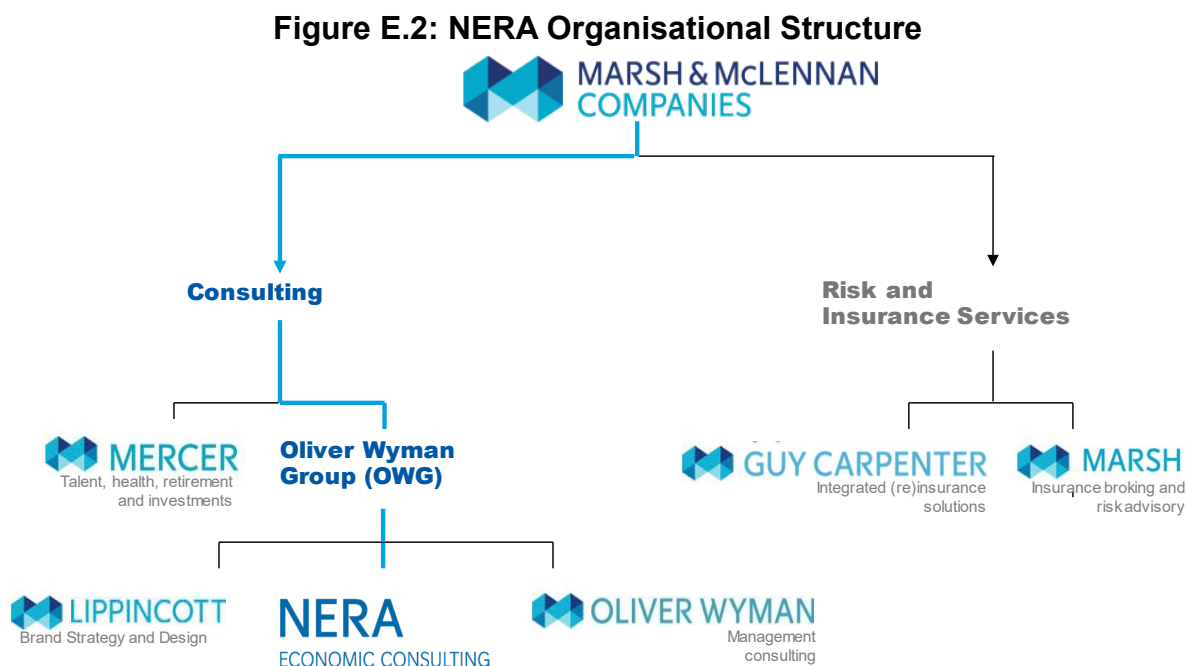 Figure E.2: NERA Organisational Structure
MARSH & McLENNAN
COMPANIES
Consulting
Risk and
Insurance Services
MERCER
Talent, health, retirement
and investments
Oliver Wyman
Group (OWG)
GUY CARPENTER
Integrated (re)insurance
solutions
MARSH
Insurance broking and
risk advisory
LIPPINCOTT
Brand Strategy and Design
NERA
ECONOMIC CONSULTING
OLIVER WYMAN
Management
consulting